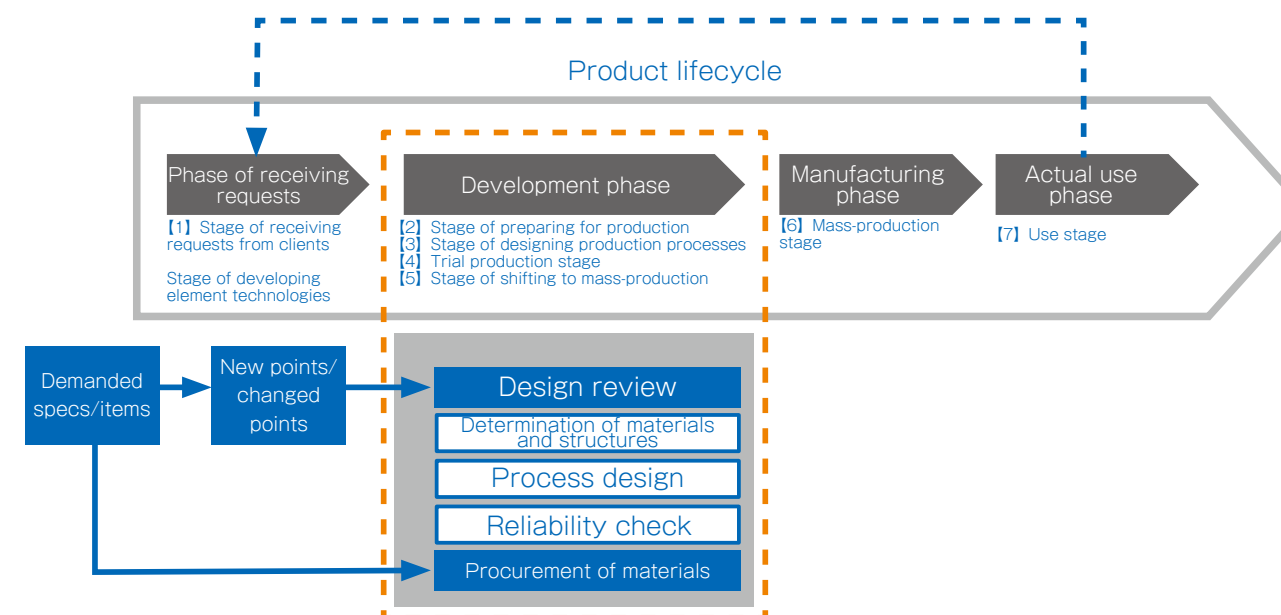 Product lifecycle
Phase of receiving
requests
Development phase
Manufacturing
phase
Actual use
phase
【1】Stage of receiving
requests from clients
Stage of developing
element technologies
【2】Stage of preparing for production
【3】Stage of designing production processes
【4】Trial production stage
【5】Stage of shifting to mass-production
【6】Mass-production
stage
【7】Use stage
Demanded
specs/items
New points/
changed
points
Design review
Determination of materials
and structures
Process design
Reliability check
Procurement of materials